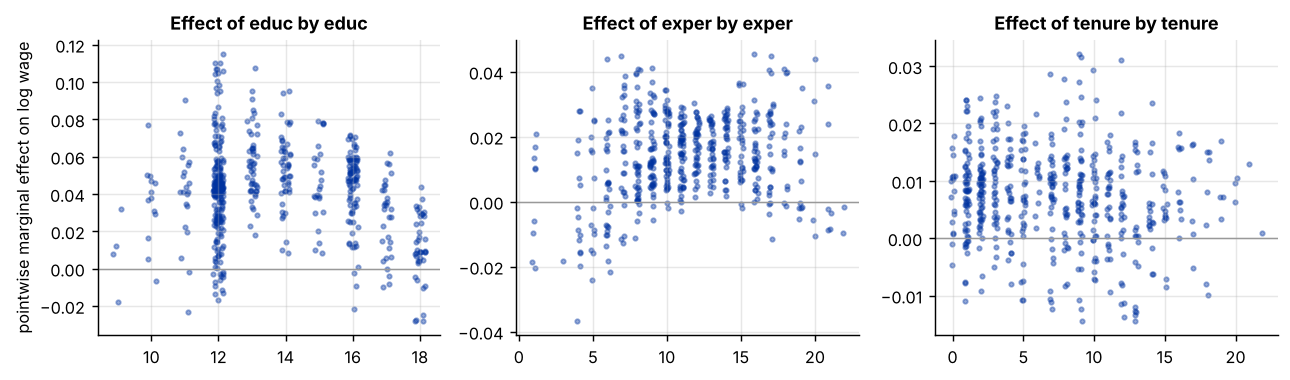 Effect of educ by educ
Effect of exper by exper
Effect of tenure by tenure
pointwise marginal effect on log wage
0.12
0.10
0.08
0.06
0.04
0.02
0.00
−0.02
10 12 14 16 18
0.04
0.02
0.00
−0.02
−0.04
0 5 10 15 20
0.03
0.02
0.01
0.00
−0.01
0 5 10 15 20